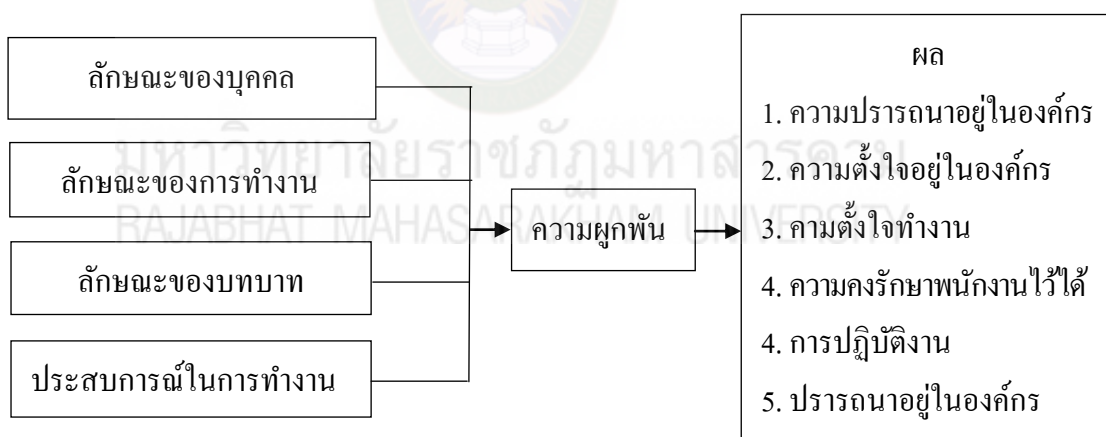 ลักษณะของบุคคล
ลักษณะของการทำงาน
ลักษณะของบทบาท
ประสบการณ์ในการทำงาน
ความผูกพัน
ผล
1. ความปรารถนาอยู่ในองค์กร
2. ความตั้งใจอยู่ในองค์กร
3. คามตั้งใจทำงาน
4. ความคงรักษาพนักงานไว้ได้
4. การปฏิบัติงาน
5. ปรารถนาอยู่ในองค์กร
มหาวิทยาลัยราชภัฏมหาสารคาม
RAJABHAT MAHASARAKHAM UNIVERSITY